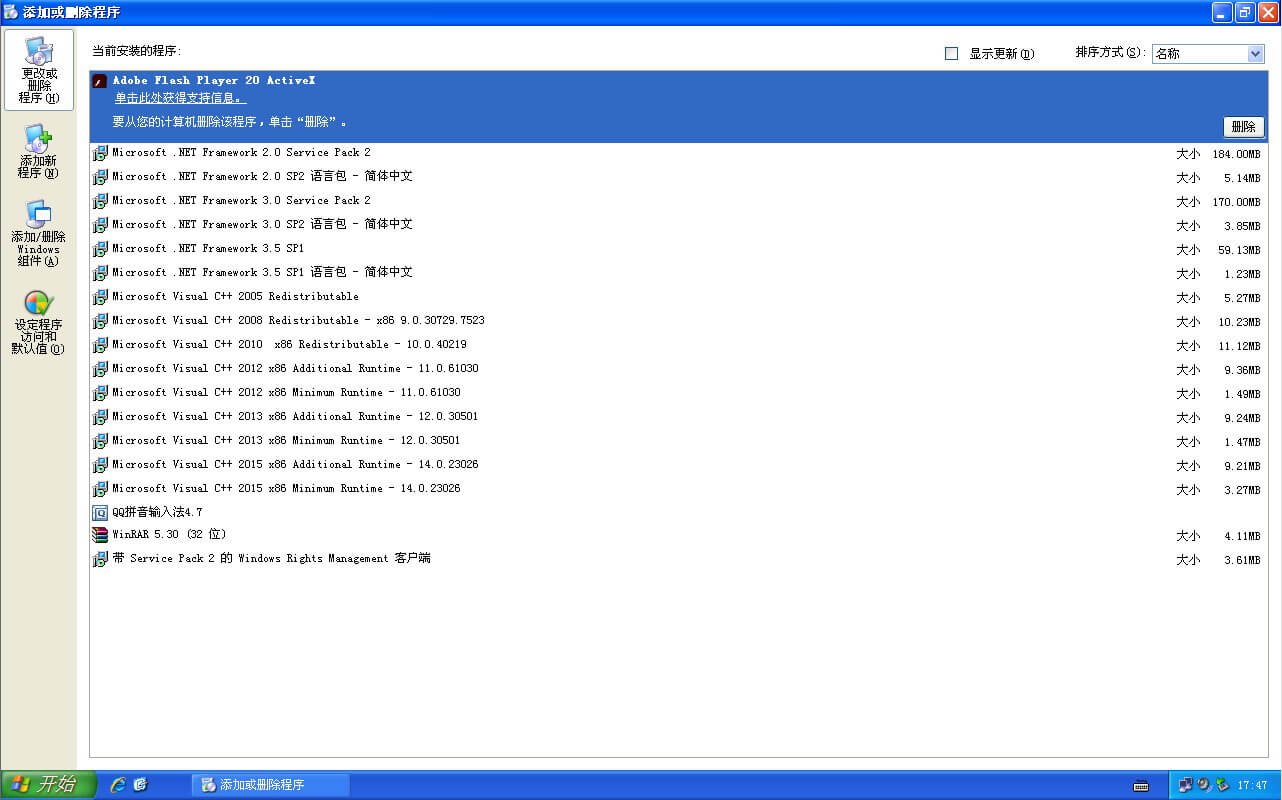 添加或删除程序
更改或
删除
程序(H)
添加新
程序(N)
添加/删除
Windows
组件(A)
设定程序
访问和
默认值(O)
当前安装的程序:
显示更新(D)
排序方式(S):
名称
Adobe Flash Player 20 ActiveX
单击此处获得支持信息。
要从您的计算机删除该程序，单击“删除”。
删除
Microsoft .NET Framework 2.0 Service Pack 2 大小 184.00MB
Microsoft .NET Framework 2.0 SP2 语言包 - 简体中文 大小 5.14MB
Microsoft .NET Framework 3.0 Service Pack 2 大小 170.00MB
Microsoft .NET Framework 3.0 SP2 语言包 - 简体中文 大小 3.85MB
Microsoft .NET Framework 3.5 SP1 大小 59.13MB
Microsoft .NET Framework 3.5 SP1 语言包 - 简体中文 大小 1.23MB
Microsoft Visual C++ 2005 Redistributable 大小 5.27MB
Microsoft Visual C++ 2008 Redistributable - x86 9.0.30729.7523 大小 10.23MB
Microsoft Visual C++ 2010  x86 Redistributable - 10.0.40219 大小 11.12MB
Microsoft Visual C++ 2012 x86 Additional Runtime - 11.0.61030 大小 9.36MB
Microsoft Visual C++ 2012 x86 Minimum Runtime - 11.0.61030 大小 1.49MB
Microsoft Visual C++ 2013 x86 Additional Runtime - 12.0.30501 大小 9.24MB
Microsoft Visual C++ 2013 x86 Minimum Runtime - 12.0.30501 大小 1.47MB
Microsoft Visual C++ 2015 x86 Additional Runtime - 14.0.23026 大小 9.21MB
Microsoft Visual C++ 2015 x86 Minimum Runtime - 14.0.23026 大小 3.27MB
QQ拼音输入法4.7
WinRAR 5.30 (32 位) 大小 4.11MB
带 Service Pack 2 的 Windows Rights Management 客户端 大小 3.61MB
开始
添加或删除程序
17:47